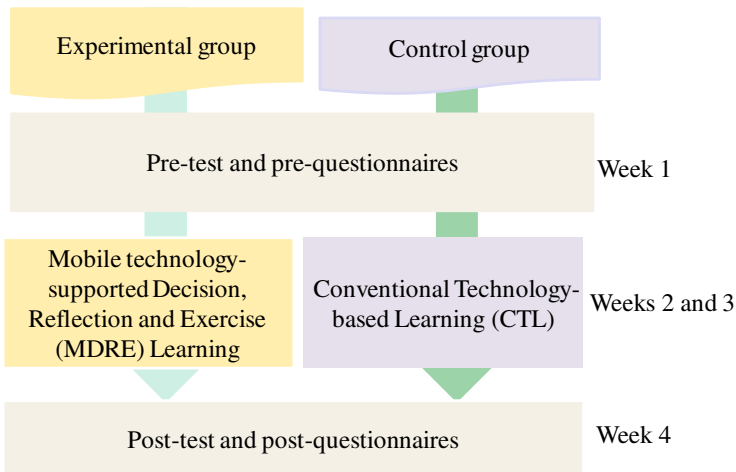 Experimental group
Control group
Pre-test and pre-questionnaires
Week 1
Mobile technology-
supported Decision,
Reflection and Exercise
(MDRE) Learning
Conventional Technology-
based Learning (CTL)
Weeks 2 and 3
Post-test and post-questionnaires
Week 4